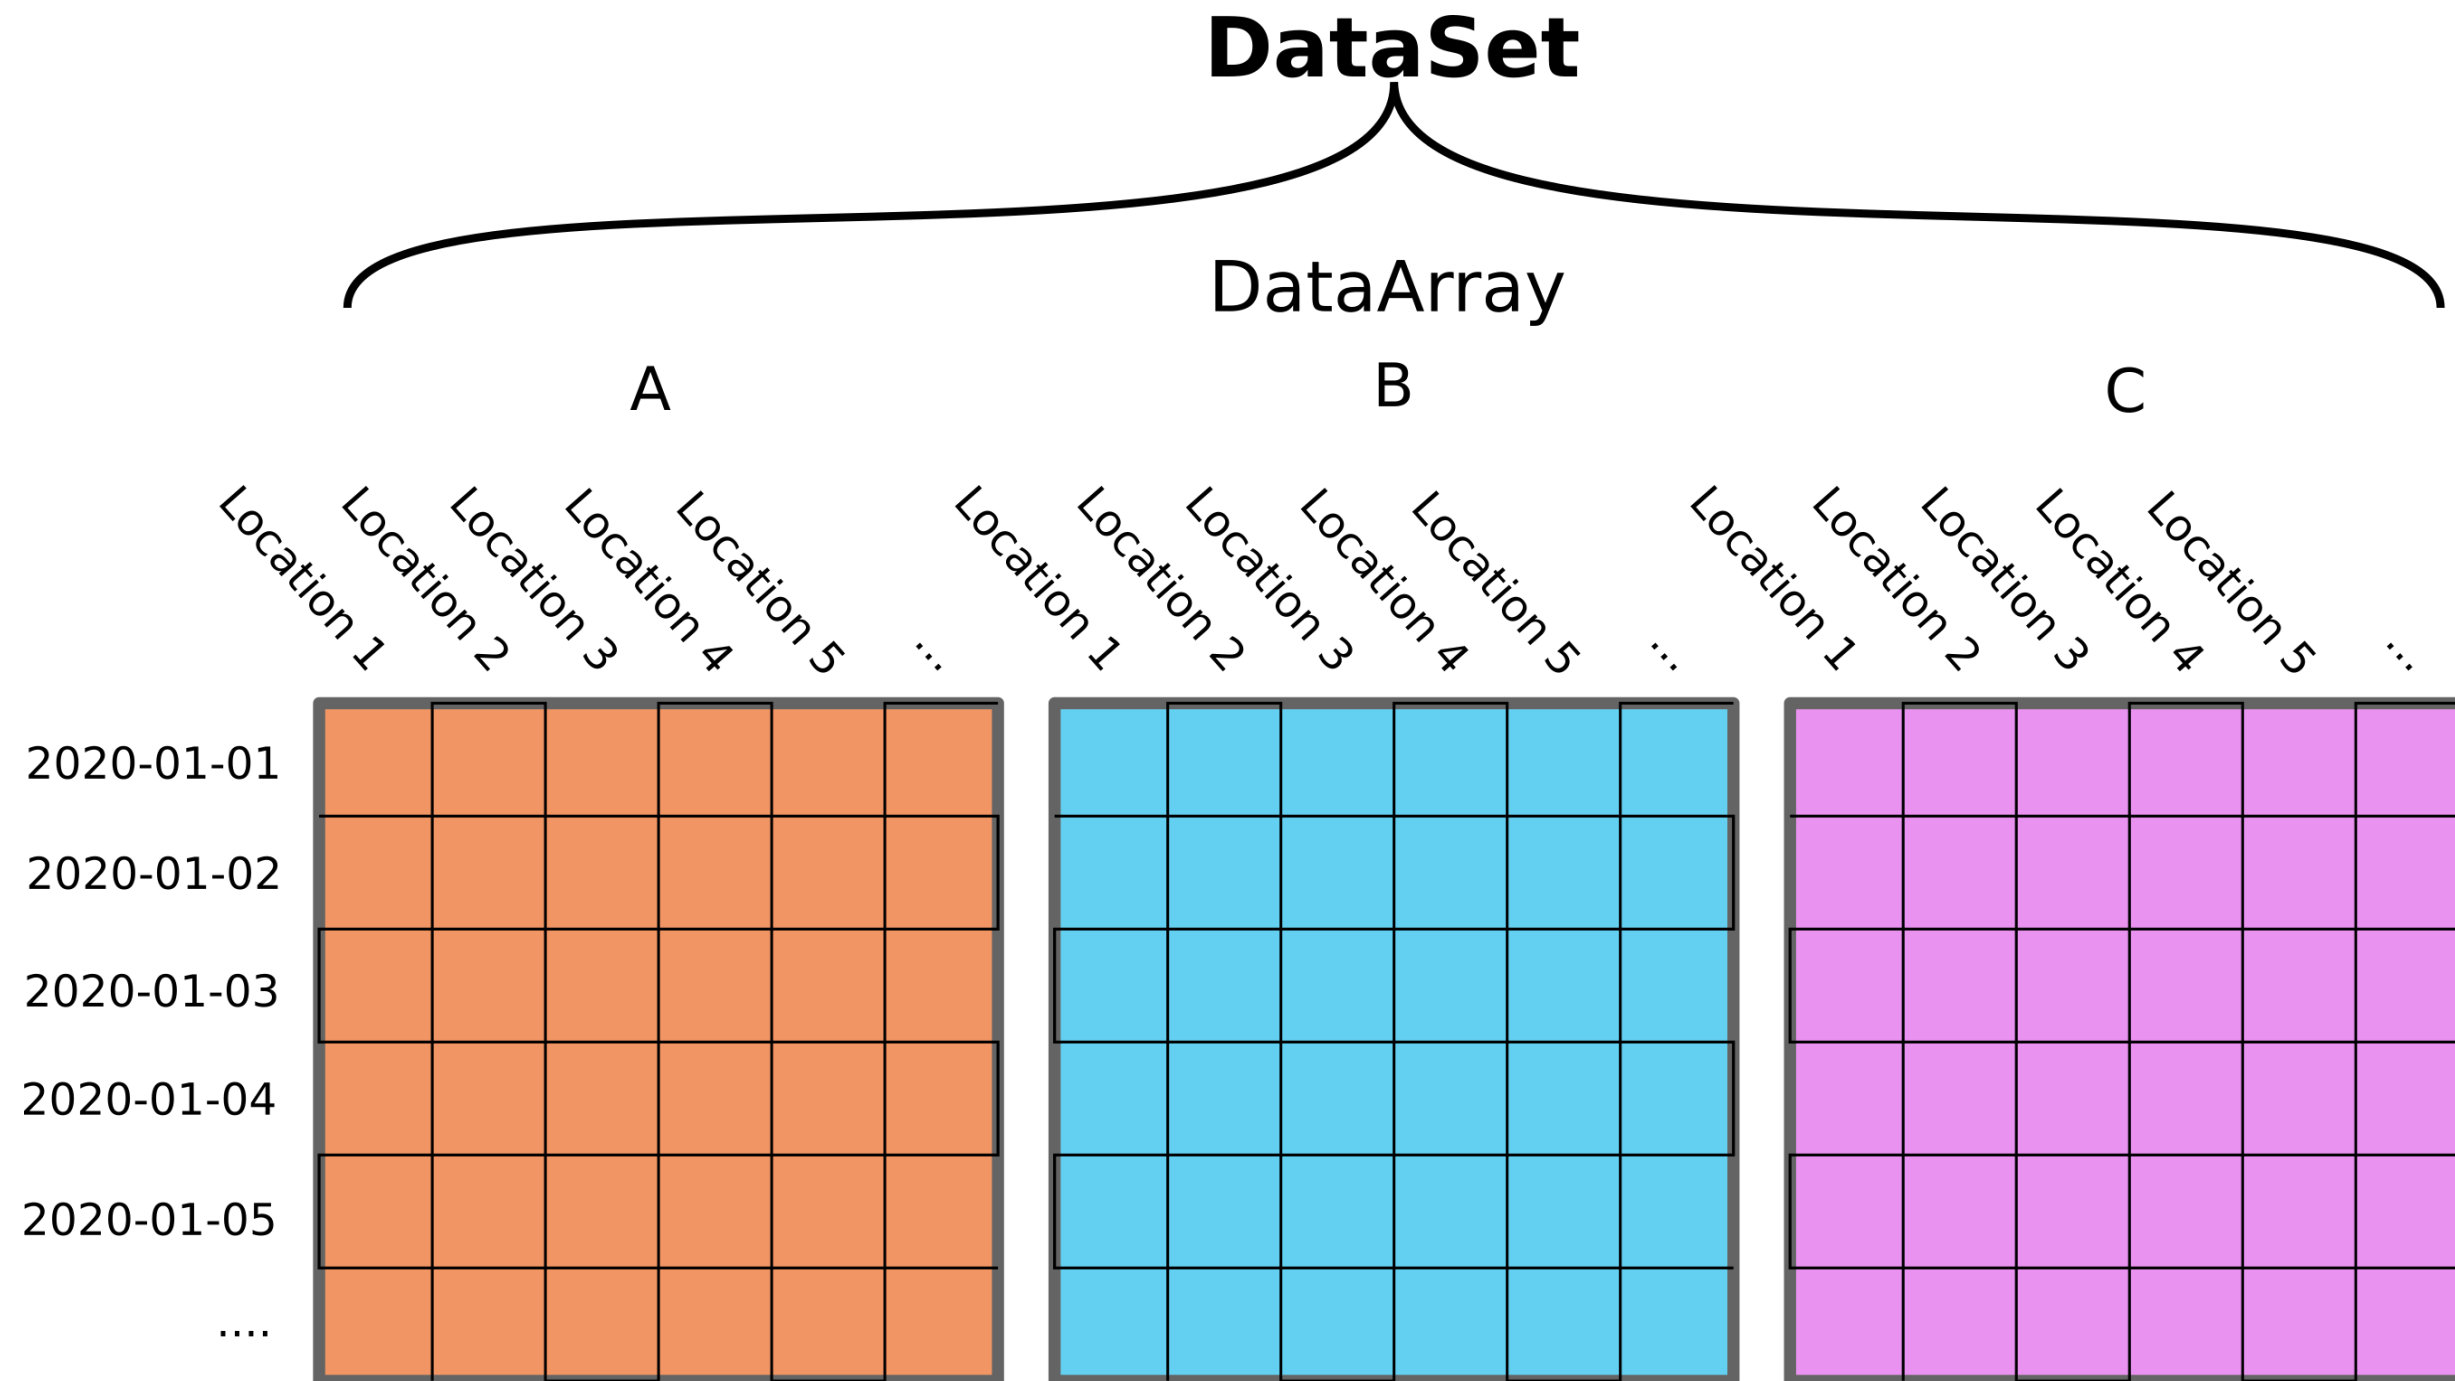 DataSet
DataArray
A
B
C
Location 1
Location 2
Location 3
Location 4
Location 5
...
Location 1
Location 2
Location 3
Location 4
Location 5
...
Location 1
Location 2
Location 3
Location 4
Location 5
...
2020-01-01
2020-01-02
2020-01-03
2020-01-04
2020-01-05
....